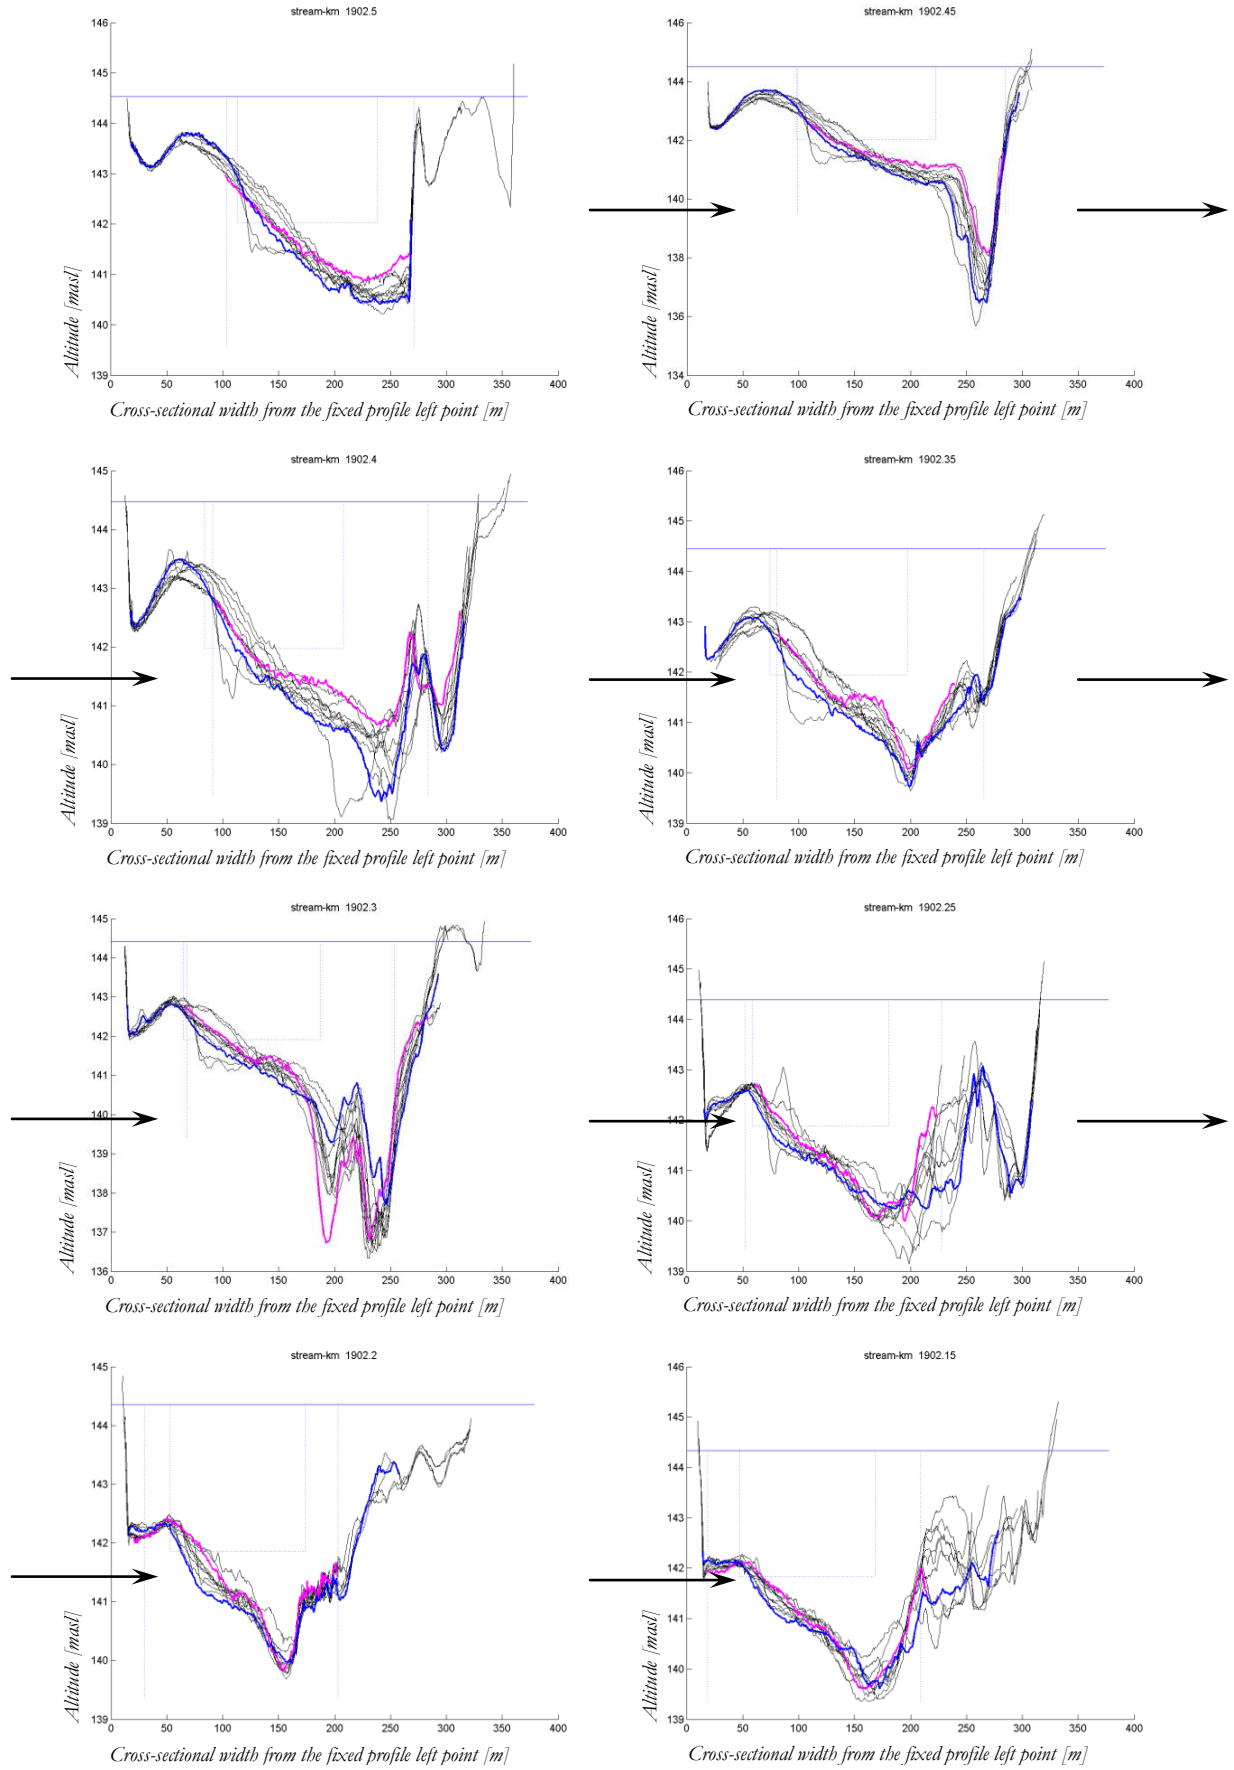 stream-km 1902.5
146
145
144
143
142
141
140
139
Altitude [masl]
0 50 100 150 200 250 300 350 400
Cross-sectional width from the fixed profile left point [m]
stream-km 1902.45
146
144
142
140
138
136
134
Altitude [masl]
0 50 100 150 200 250 300 350 400
Cross-sectional width from the fixed profile left point [m]
stream-km 1902.4
145
144
143
142
141
140
139
Altitude [masl]
0 50 100 150 200 250 300 350 400
Cross-sectional width from the fixed profile left point [m]
stream-km 1902.35
146
145
144
143
142
141
140
139
Altitude [masl]
0 50 100 150 200 250 300 350 400
Cross-sectional width from the fixed profile left point [m]
stream-km 1902.3
145
144
143
142
141
140
139
138
137
136
Altitude [masl]
0 50 100 150 200 250 300 350 400
Cross-sectional width from the fixed profile left point [m]
stream-km 1902.25
146
145
144
143
142
141
140
139
Altitude [masl]
0 50 100 150 200 250 300 350 400
Cross-sectional width from the fixed profile left point [m]
stream-km 1902.2
145
144
143
142
141
140
139
Altitude [masl]
0 50 100 150 200 250 300 350 400
Cross-sectional width from the fixed profile left point [m]
stream-km 1902.15
146
145
144
143
142
141
140
139
Altitude [masl]
0 50 100 150 200 250 300 350 400
Cross-sectional width from the fixed profile left point [m]